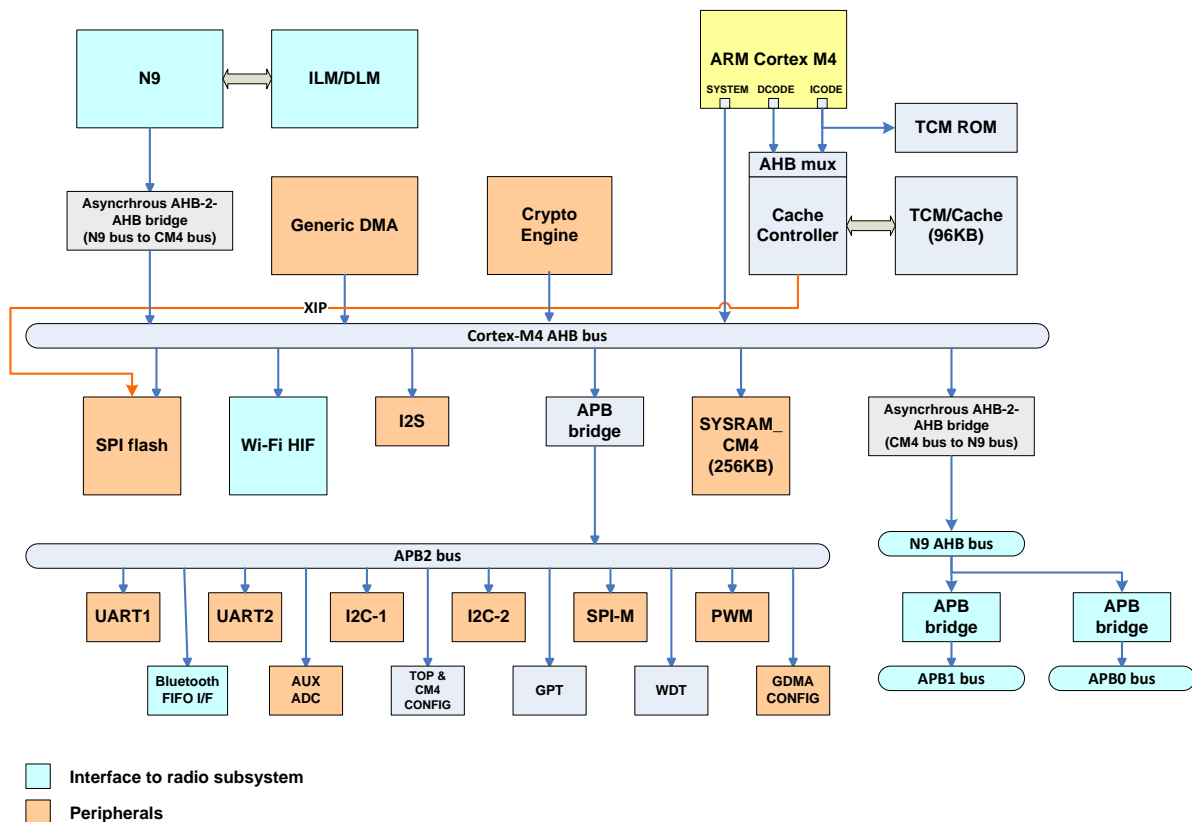 N9
ILM/DLM
ARM Cortex M4
SYSTEM
DCODE
ICODE
TCM ROM
AHB mux
Asyncrhrous AHB-2-
AHB bridge
(N9 bus to CM4 bus)
Generic DMA
Crypto
Engine
Cache
Controller
TCM/Cache
(96KB)
XIP
Cortex-M4 AHB bus
SPI flash
Wi-Fi HIF
I2S
APB
bridge
SYSRAM_
CM4
(256KB)
Asyncrhrous AHB-2-
AHB bridge
(CM4 bus to N9 bus)
N9 AHB bus
APB2 bus
UART1
UART2
I2C-1
I2C-2
SPI-M
PWM
APB
bridge
APB
bridge
Bluetooth
FIFO I/F
AUX
ADC
TOP &
CM4
CONFIG
GPT
WDT
GDMA
CONFIG
APB1 bus
APB0 bus
Interface to radio subsystem
Peripherals